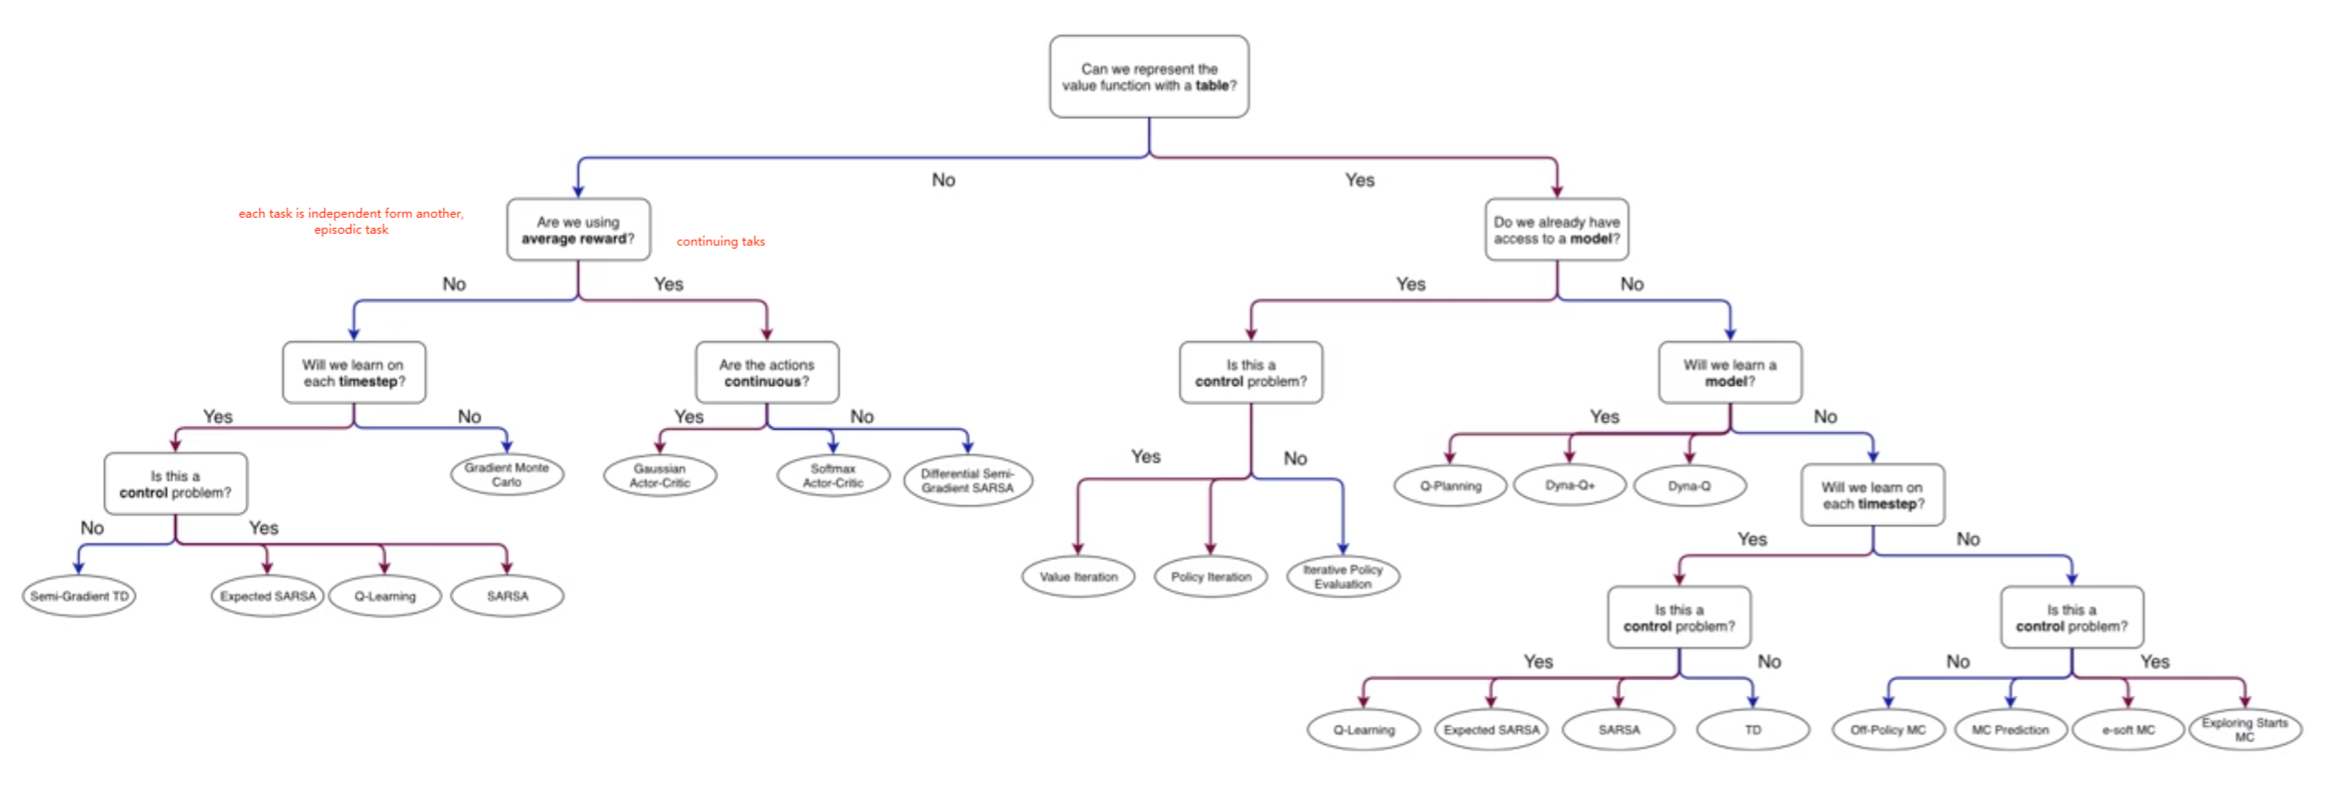 Can we represent the
value function with a table?
No
Yes
each task is independent form another,
episodic task
Are we using
average reward?
continuing taks
Do we already have
access to a model?
No
Yes
Yes
No
Will we learn on
each timestep?
Are the actions
continuous?
Is this a
control problem?
Will we learn a
model?
Yes
No
Yes
No
Yes
No
Yes
No
Is this a
control problem?
Gradient Monte
Carlo
Gaussian
Actor-Critic
Softmax
Actor-Critic
Differential Semi-
Gradient SARSA
Q-Planning
Dyna-Q+
Dyna-Q
Will we learn on
each timestep?
No
Yes
Yes
No
Semi-Gradient TD
Expected SARSA
Q-Learning
SARSA
Value Iteration
Policy Iteration
Iterative Policy
Evaluation
Is this a
control problem?
Is this a
control problem?
Yes
No
No
Yes
Q-Learning
Expected SARSA
SARSA
TD
Off-Policy MC
MC Prediction
e-soft MC
Exploring Starts
MC